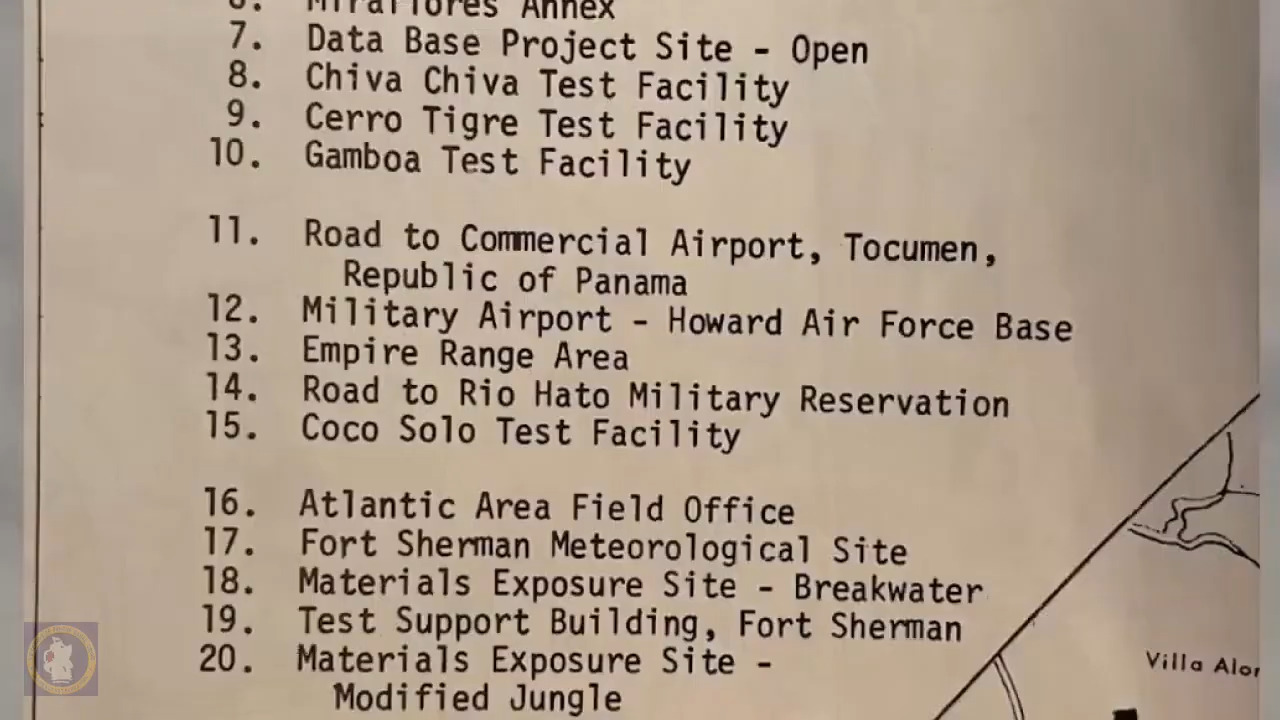 6. Miraflores Annex
7. Data Base Project Site - Open
8. Chiva Chiva Test Facility
9. Cerro Tigre Test Facility
10. Gamboa Test Facility
11. Road to Commercial Airport, Tocumen,
Republic of Panama
12. Military Airport - Howard Air Force Base
13. Empire Range Area
14. Road to Rio Hato Military Reservation
15. Coco Solo Test Facility
16. Atlantic Area Field Office
17. Fort Sherman Meteorological Site
18. Materials Exposure Site - Breakwater
19. Test Support Building, Fort Sherman
20. Materials Exposure Site -
Modified Jungle
Villa